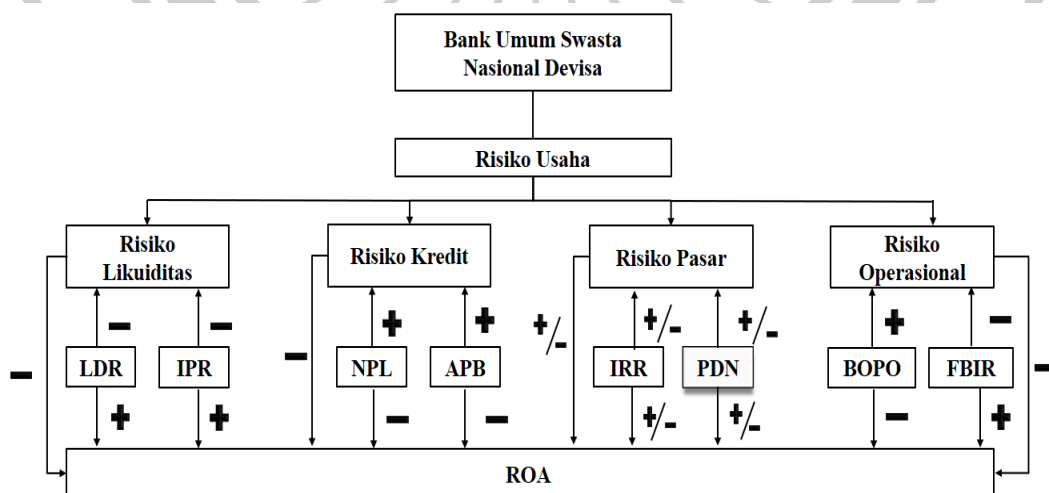 Bank Umum Swasta
Nasional Devisa
Risiko Usaha
Risiko
Likuiditas
Risiko Kredit
Risiko Pasar
Risiko
Operasional
− − + + +/− +/− +/− + −
− LDR IPR − NPL APB IRR PDN BOPO FBIR −
+ + − − +/− +/− − +
ROA